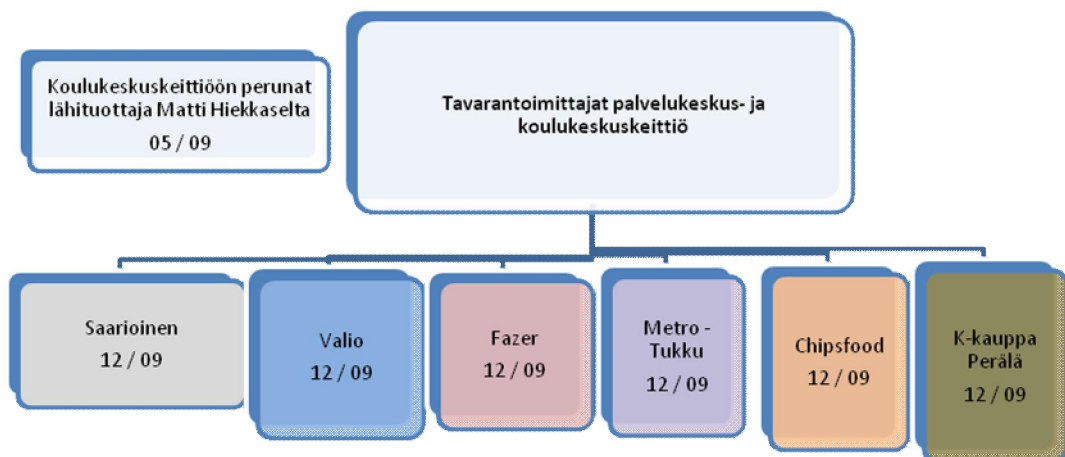 Koulukeskuskeittiöön perunat
lähituottaja Matti Hiekkaselta
05 / 09
Tavarantoimittajat palvelukeskus- ja
koulukeskuskeittiö
Saarioinen
12 / 09
Valio
12 / 09
Fazer
12 / 09
Metro -
Tukku
12 / 09
Chipsfood
12 / 09
K-kauppa
Perälä
12 / 09